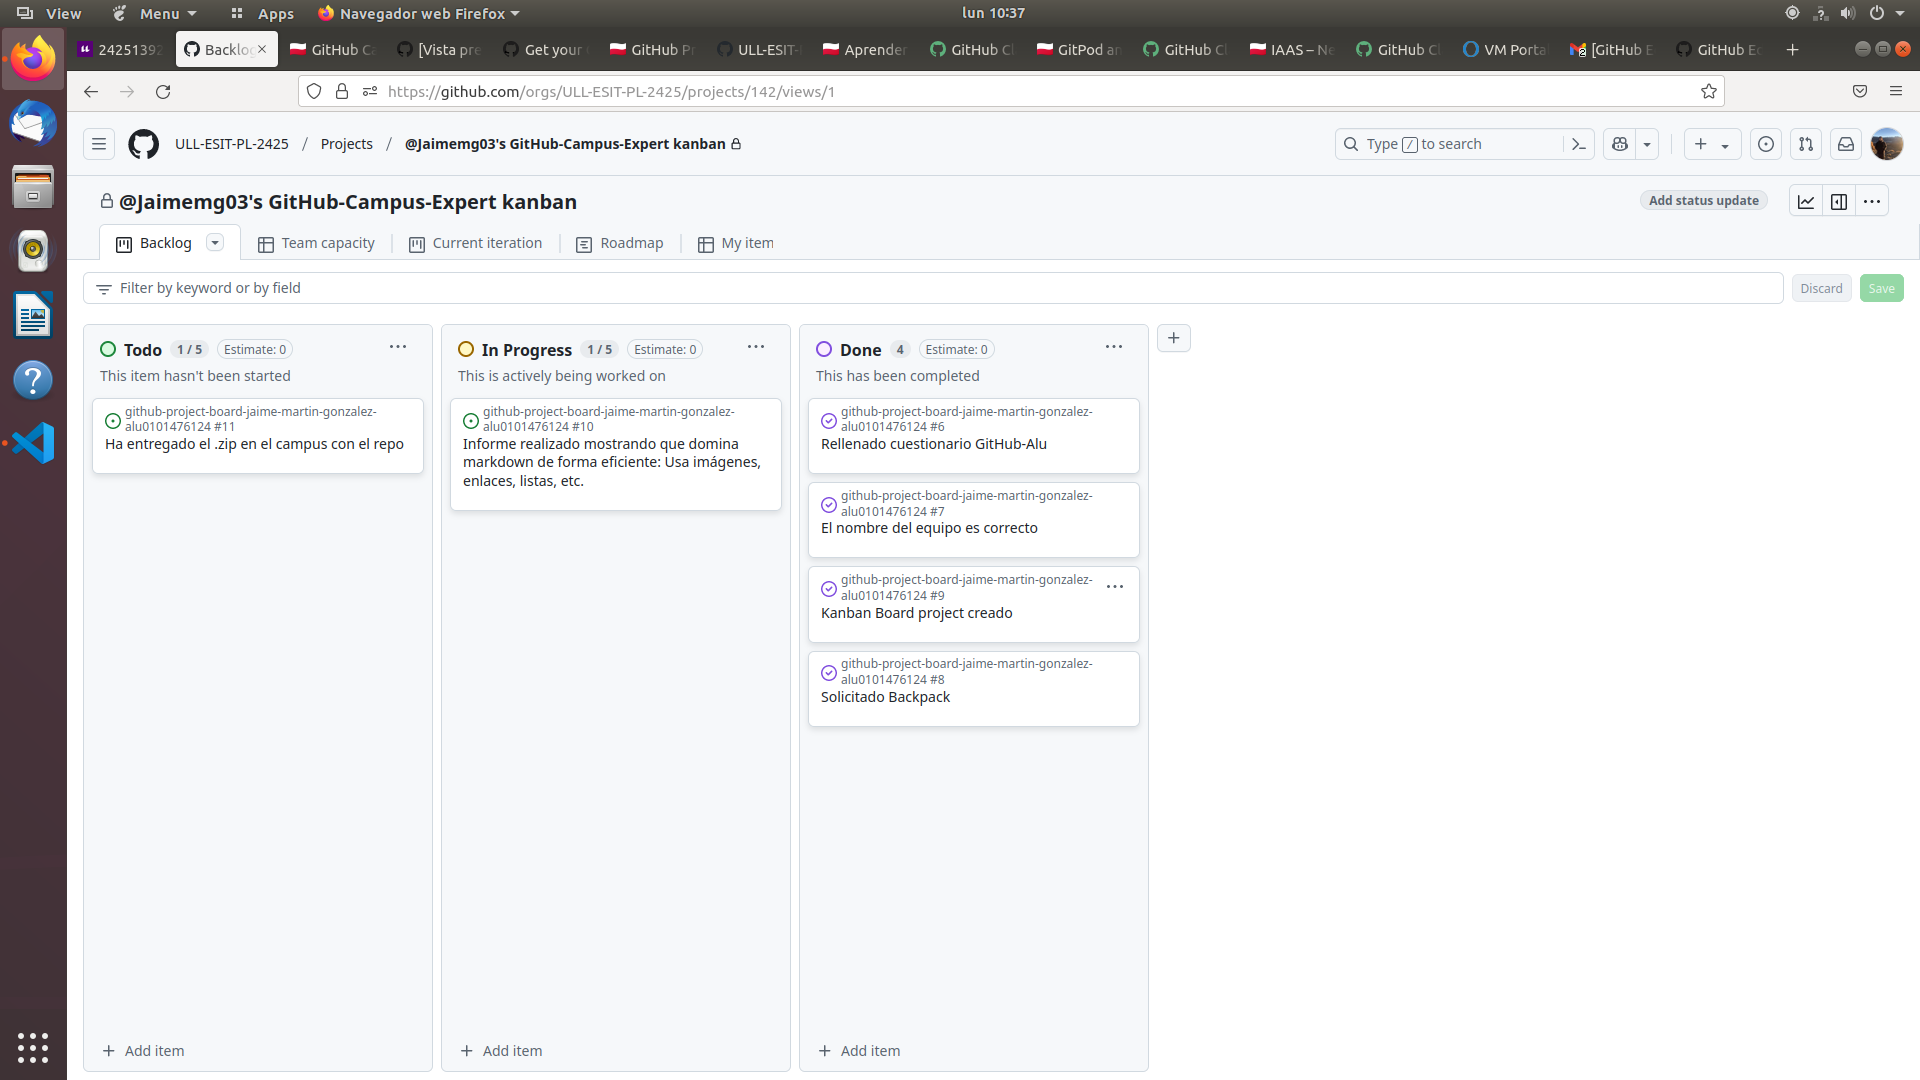 View Menu Apps Navegador web Firefox lun 10:37
24251392 Backlog GitHub Ca [Vista pre Get your GitHub Pr ULL-ESIT- Aprender GitHub Cl GitPod an GitHub Cl IAAS – Ne GitHub Cl VM Porta [GitHub E GitHub Ed
https://github.com/orgs/ULL-ESIT-PL-2425/projects/142/views/1
ULL-ESIT-PL-2425 / Projects / @Jaimemg03's GitHub-Campus-Expert kanban
Type / to search
@Jaimemg03's GitHub-Campus-Expert kanban
Add status update
Backlog Team capacity Current iteration Roadmap My item
Filter by keyword or by field
Discard Save
Todo 1 / 5 Estimate: 0
This item hasn't been started
github-project-board-jaime-martin-gonzalez-
alu0101476124 #11
Ha entregado el .zip en el campus con el repo
Add item
In Progress 1 / 5 Estimate: 0
This is actively being worked on
github-project-board-jaime-martin-gonzalez-
alu0101476124 #10
Informe realizado mostrando que domina
markdown de forma eficiente: Usa imágenes,
enlaces, listas, etc.
Add item
Done 4 Estimate: 0
This has been completed
github-project-board-jaime-martin-gonzalez-
alu0101476124 #6
Rellenado cuestionario GitHub-Alu
github-project-board-jaime-martin-gonzalez-
alu0101476124 #7
El nombre del equipo es correcto
github-project-board-jaime-martin-gonzalez-
alu0101476124 #9
Kanban Board project creado
github-project-board-jaime-martin-gonzalez-
alu0101476124 #8
Solicitado Backpack
Add item